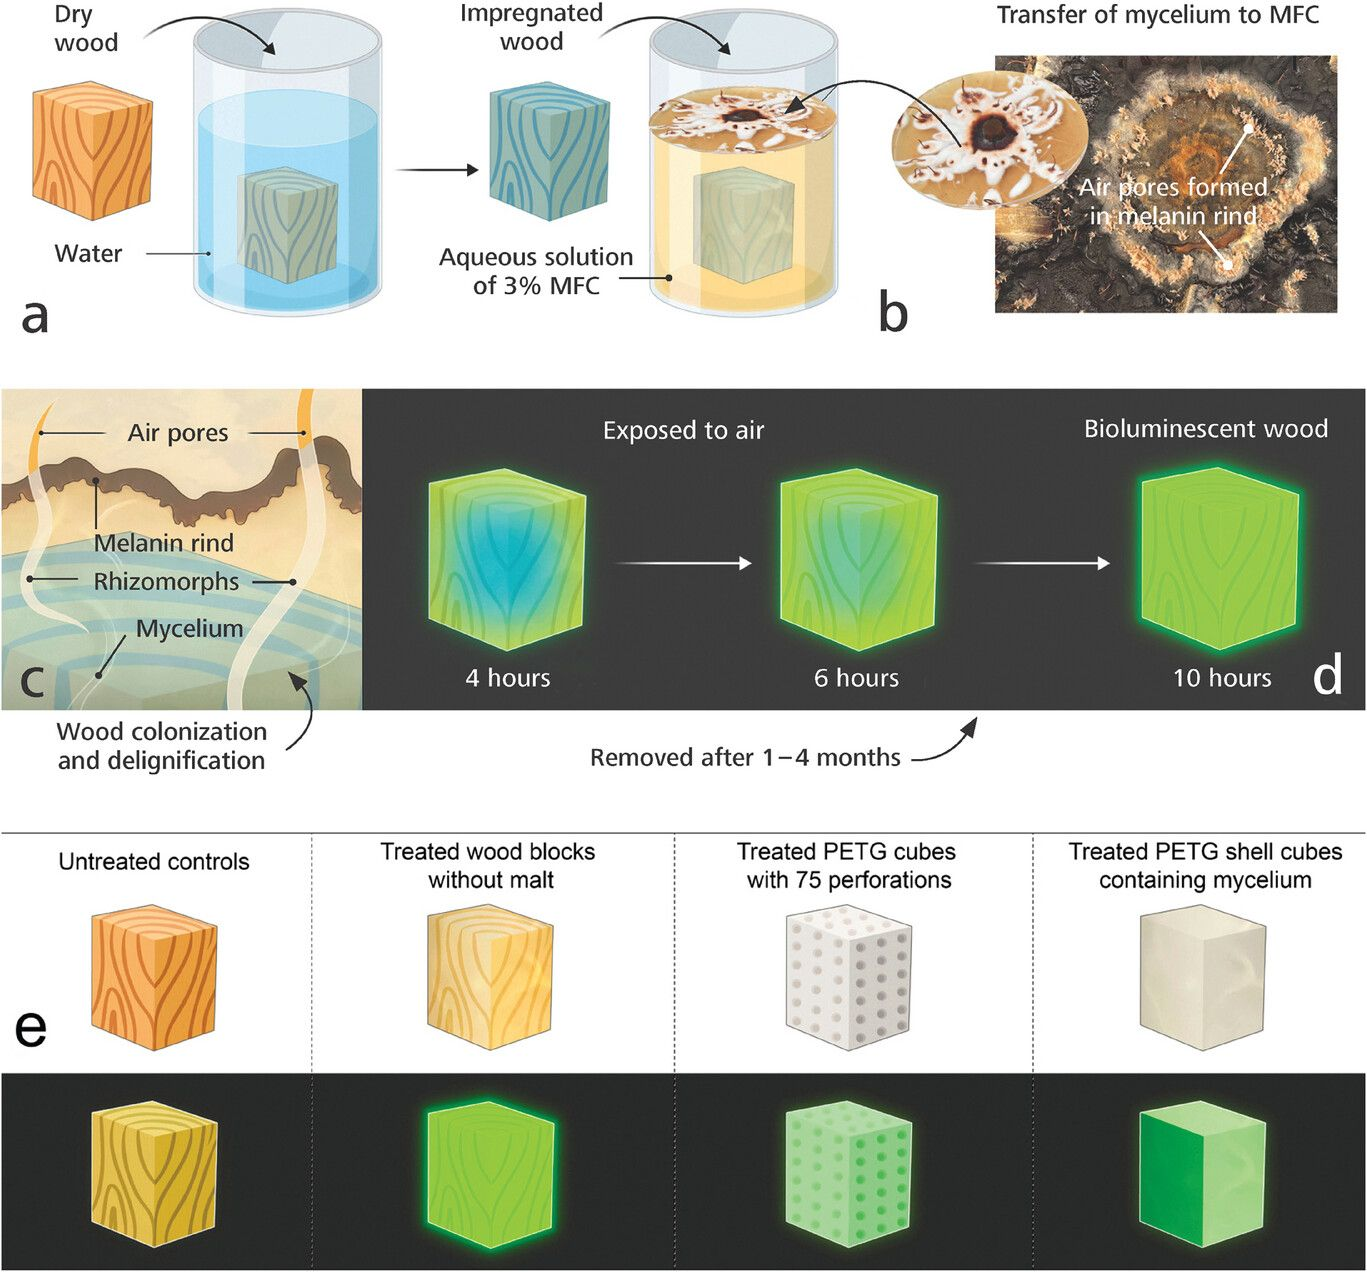 Dry
wood
Impregnated
wood
Transfer of mycelium to MFC
Air pores formed
in melanin rind
Water
Aqueous solution
of 3% MFC
a
b
Air pores
Melanin rind
Rhizomorphs
Mycelium
c
Wood colonization
and delignification
Exposed to air
Bioluminescent wood
4 hours
6 hours
10 hours
d
Removed after 1–4 months
Untreated controls
Treated wood blocks
without malt
Treated PETG cubes
with 75 perforations
Treated PETG shell cubes
containing mycelium
e